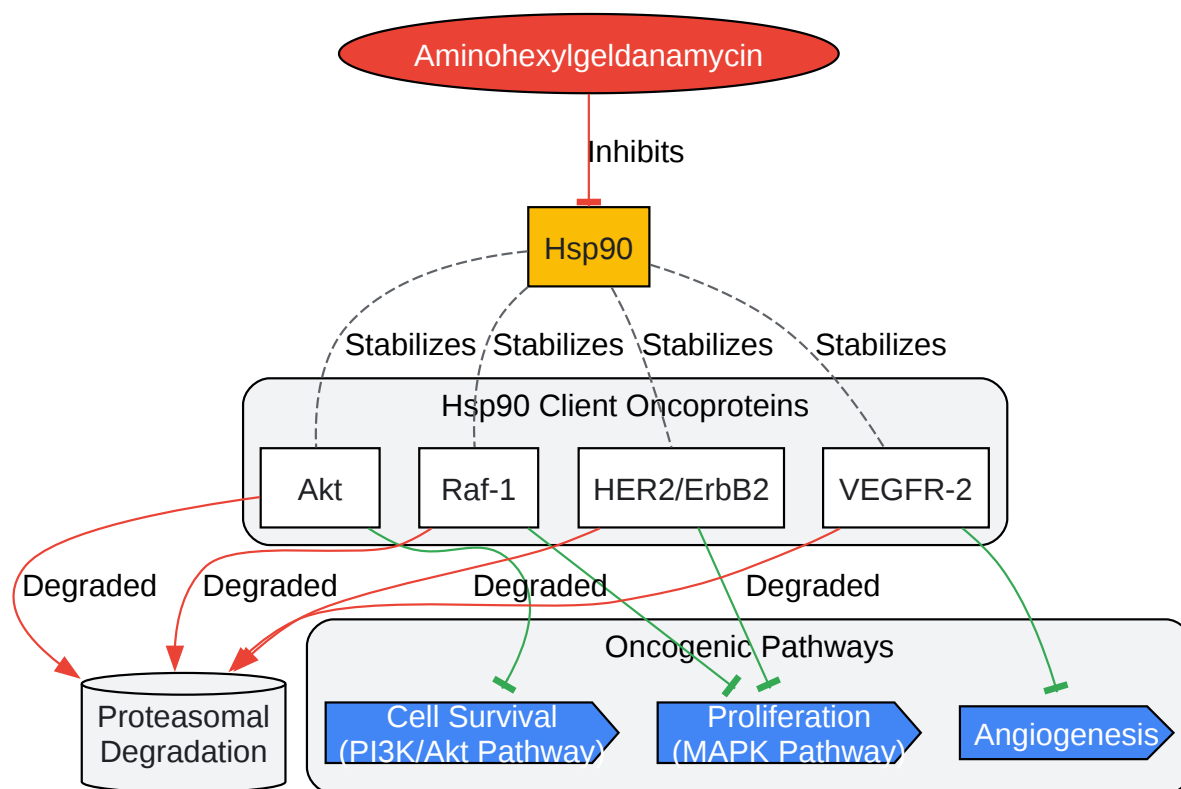 Aminohexylgeldanamycin
Inhibits
Hsp90
Stabilizes
Stabilizes
Stabilizes
Stabilizes
Hsp90 Client Oncoproteins
Akt
Raf-1
HER2/ErbB2
VEGFR-2
Degraded
Degraded
Degraded
Degraded
Oncogenic Pathways
Proteasomal
Degradation
Cell Survival
(PI3K/Akt Pathway)
Proliferation
(MAPK Pathway)
Angiogenesis